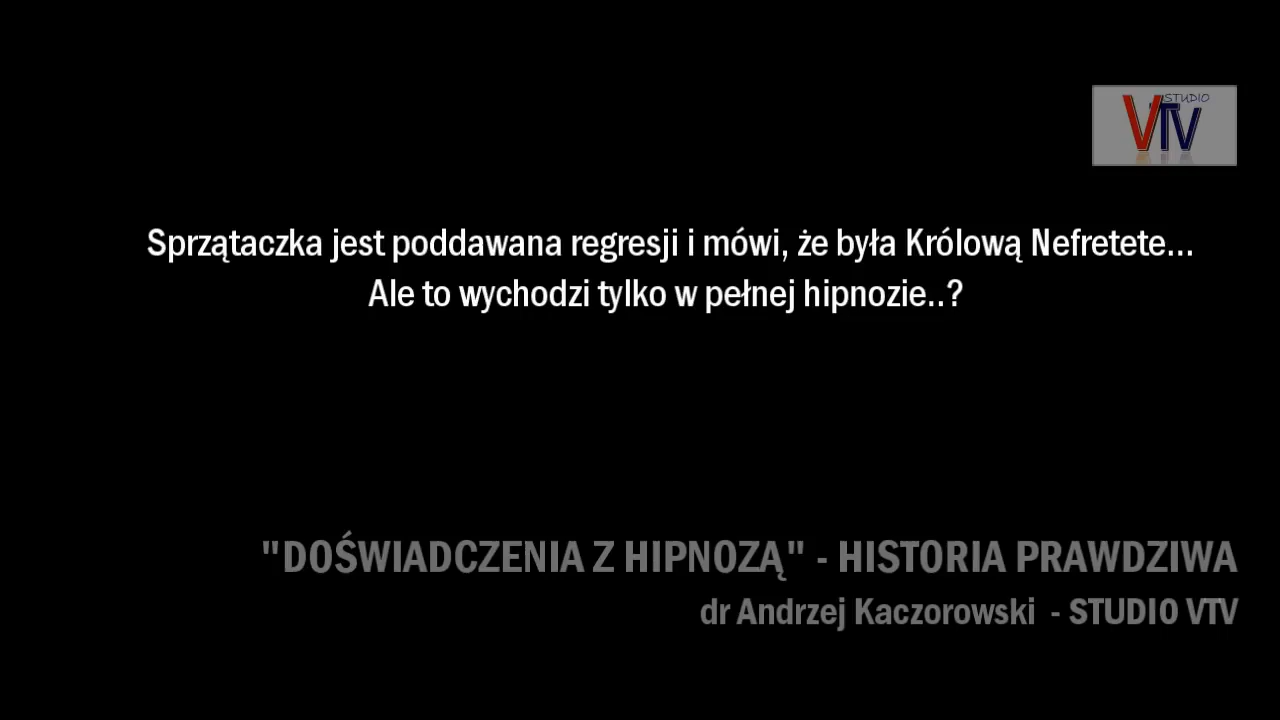 STUDIO
VTV
Sprzątaczka jest poddawana regresji i mówi, że była Królową Nefretete...
Ale to wychodzi tylko w pełnej hipnozie..?
"DOŚWIADCZENIA Z HIPNOZĄ" - HISTORIA PRAWDZIWA
dr Andrzej Kaczorowski - STUDIO VTV